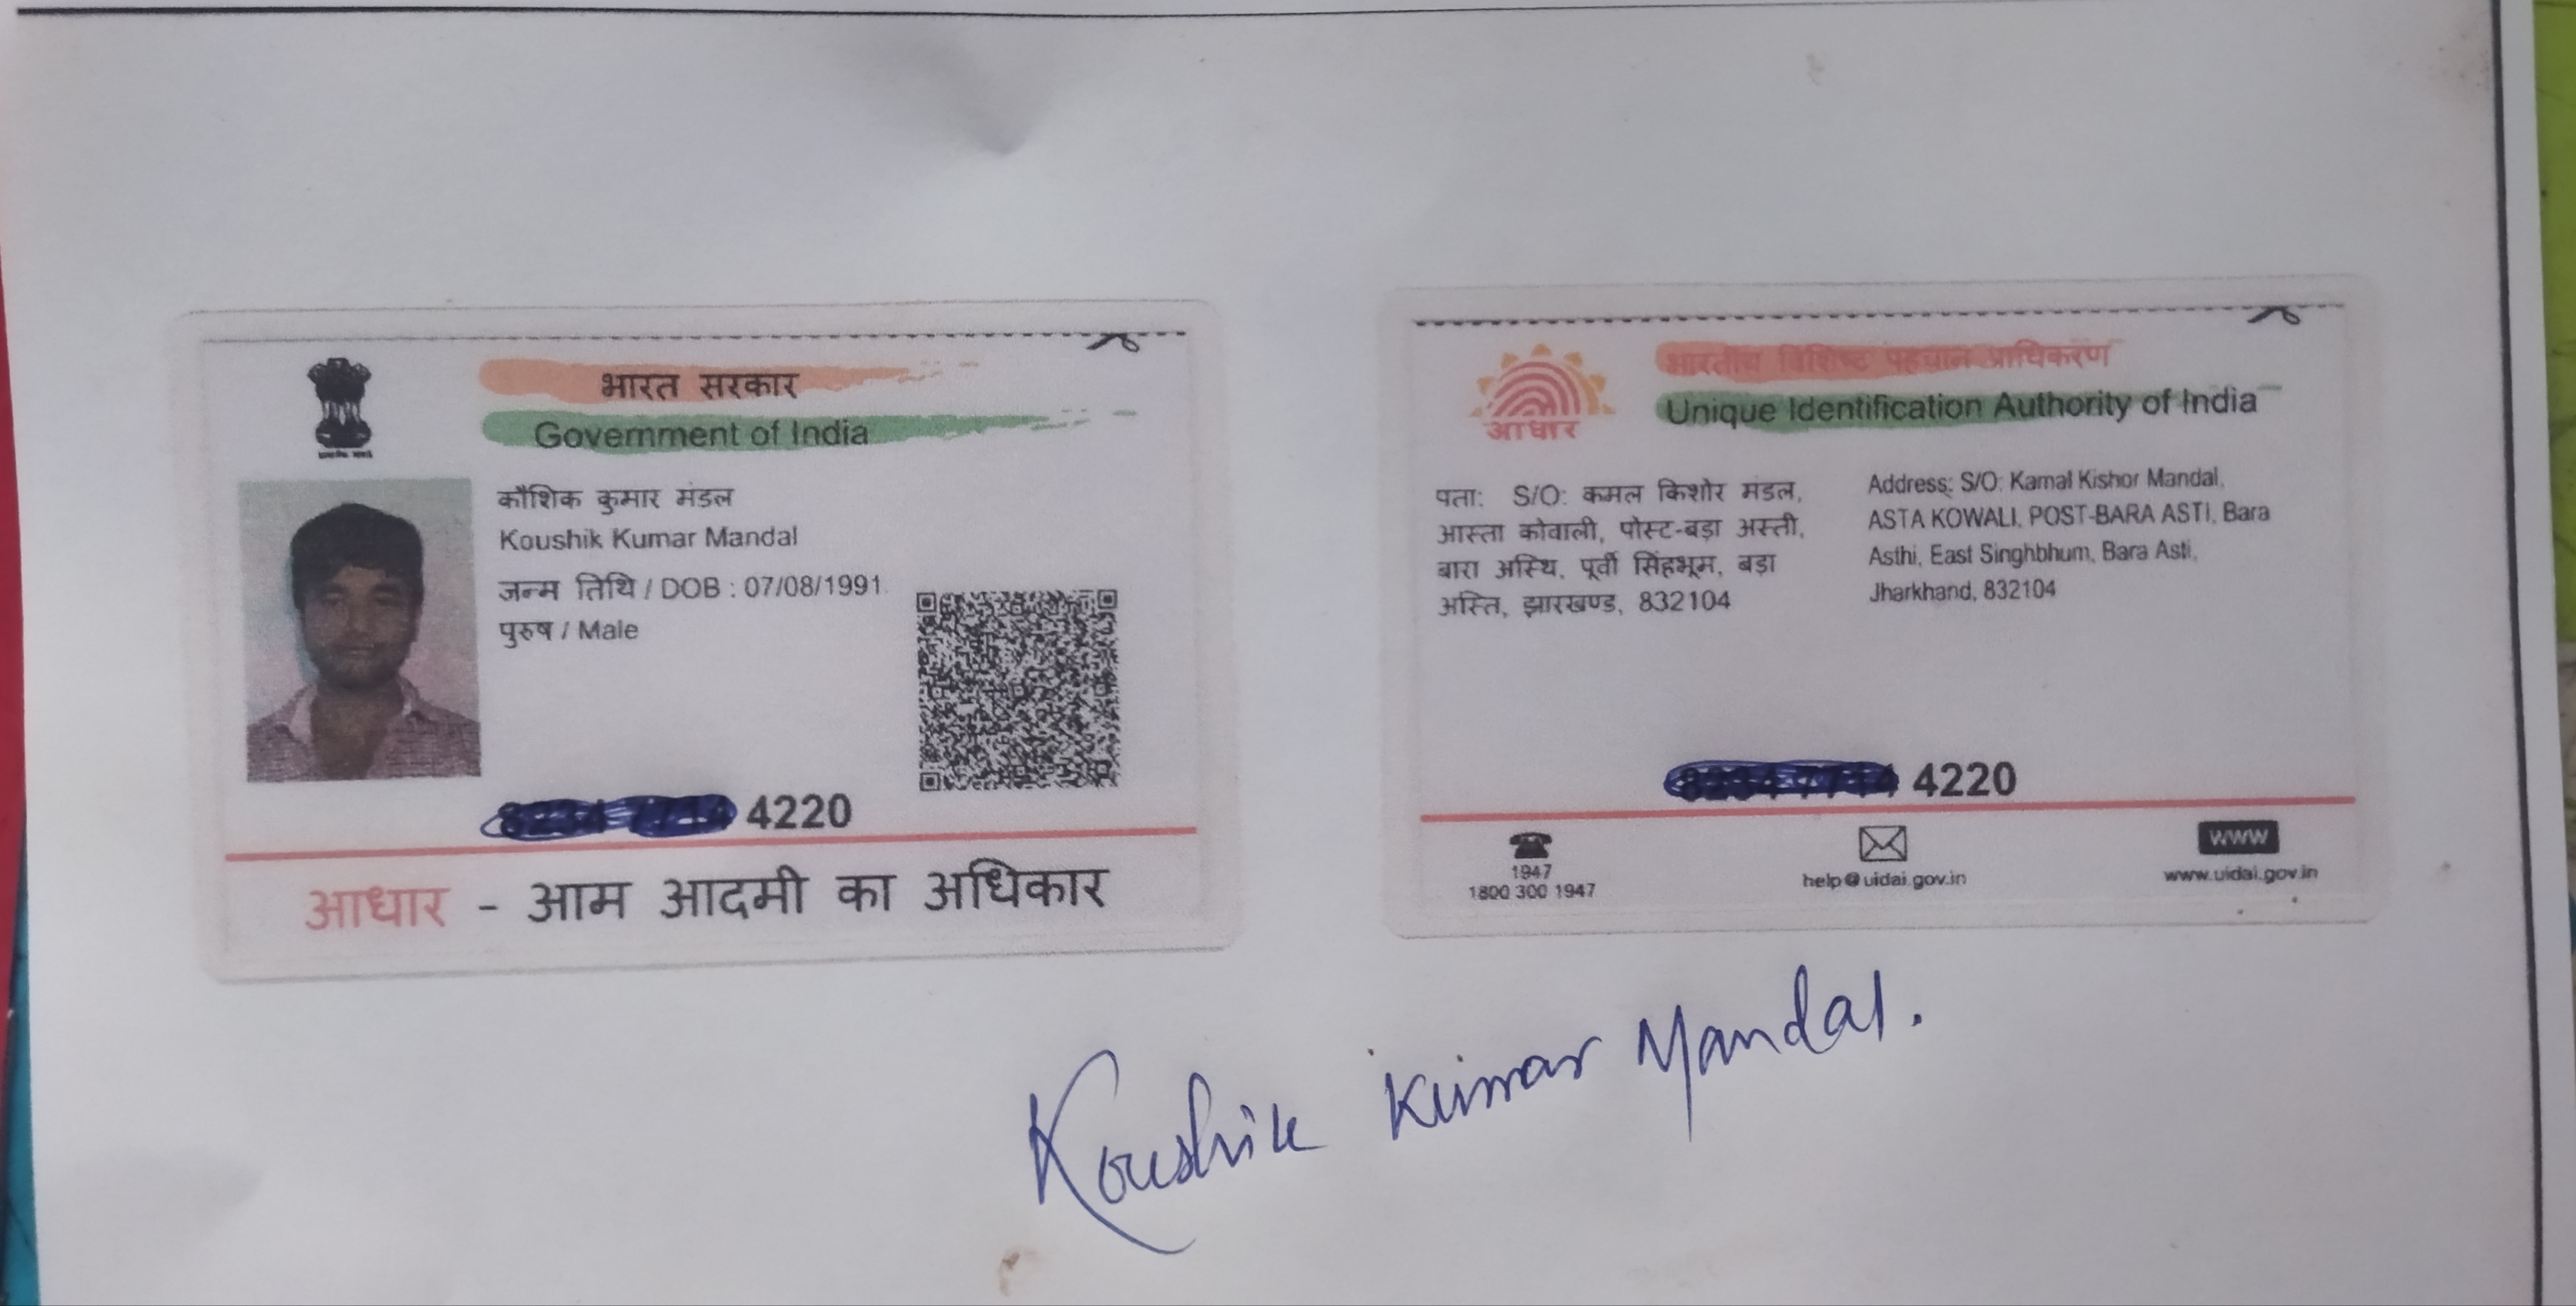 भारत सरकार
Government of India
कौशिक कुमार मंडल
Koushik Kumar Mandal
जन्म तिथि / DOB : 07/08/1991
पुरुष / Male
4220
आधार - आम आदमी का अधिकार
भारतीय विशिष्ट पहचान प्राधिकरण
Unique Identification Authority of India
आधार
पता: S/O: कमल किशोर मंडल,
आस्ता कोवाली, पोस्ट-बड़ा अस्ती,
बारा अस्थि, पूर्वी सिंहभूम, बड़ा
अस्ति, झारखण्ड, 832104
Address: S/O: Kamal Kishor Mandal,
ASTA KOWALI, POST-BARA ASTI, Bara
Asthi, East Singhbhum, Bara Asti,
Jharkhand, 832104
4220
1947
1800 300 1947
help@uidai.gov.in
www
www.uidai.gov.in
Koushik Kumar Mandal.